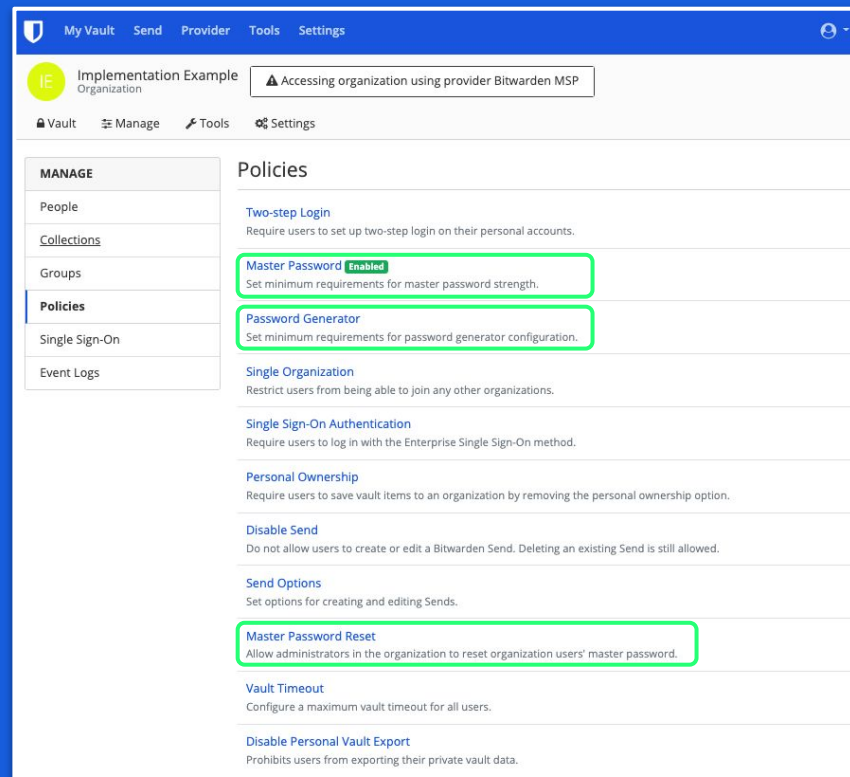 My Vault Send Provider Tools Settings
IE
Implementation Example
Organization
Accessing organization using provider Bitwarden MSP
Vault Manage Tools Settings
MANAGE
People
Collections
Groups
Policies
Single Sign-On
Event Logs
Policies
Two-step Login
Require users to set up two-step login on their personal accounts.
Master Password Enabled
Set minimum requirements for master password strength.
Password Generator
Set minimum requirements for password generator configuration.
Single Organization
Restrict users from being able to join any other organizations.
Single Sign-On Authentication
Require users to log in with the Enterprise Single Sign-On method.
Personal Ownership
Require users to save vault items to an organization by removing the personal ownership option.
Disable Send
Do not allow users to create or edit a Bitwarden Send. Deleting an existing Send is still allowed.
Send Options
Set options for creating and editing Sends.
Master Password Reset
Allow administrators in the organization to reset organization users' master password.
Vault Timeout
Configure a maximum vault timeout for all users.
Disable Personal Vault Export
Prohibits users from exporting their private vault data.